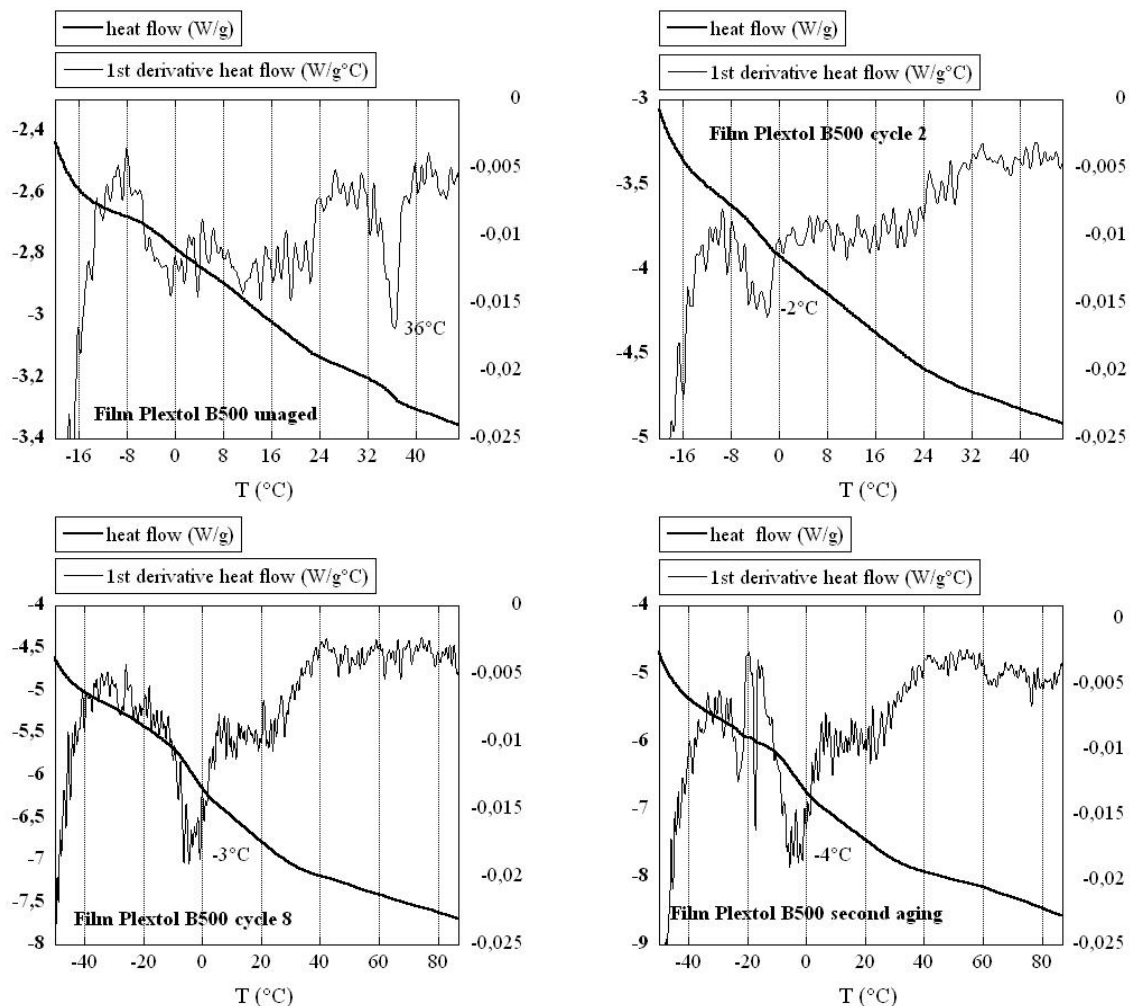 heat flow (W/g)
1st derivative heat flow (W/g°C)
-2,4
-2,6
-2,8
-3
-3,2
-3,4
0
-0,005
-0,01
-0,015
-0,02
-0,025
36°C
Film Plextol B500 unaged
-16 -8 0 8 16 24 32 40
T (°C)
heat flow (W/g)
1st derivative heat flow (W/g°C)
-3
-3,5
-4
-4,5
-5
0
-0,005
-0,01
-0,015
-0,02
-0,025
Film Plextol B500 cycle 2
-2°C
-16 -8 0 8 16 24 32 40
T (°C)
heat flow (W/g)
1st derivative heat flow (W/g°C)
-4
-4,5
-5
-5,5
-6
-6,5
-7
-7,5
-8
0
-0,005
-0,01
-0,015
-0,02
-0,025
-3°C
Film Plextol B500 cycle 8
-40 -20 0 20 40 60 80
T (°C)
heat flow (W/g)
1st derivative heat flow (W/g°C)
-4
-5
-6
-7
-8
-9
0
-0,005
-0,01
-0,015
-0,02
-0,025
-4°C
Film Plextol B500 second aging
-40 -20 0 20 40 60 80
T (°C)